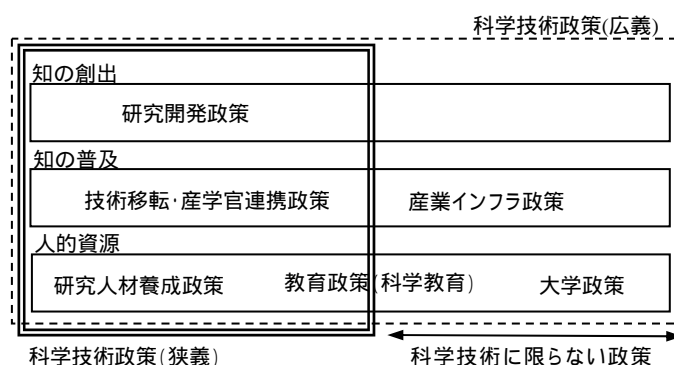 科学技術政策(広義)
知の創出
研究開発政策
知の普及
技術移転・産学官連携政策 産業インフラ政策
人的資源
研究人材養成政策 教育政策(科学教育) 大学政策
科学技術政策(狭義) 科学技術に限らない政策